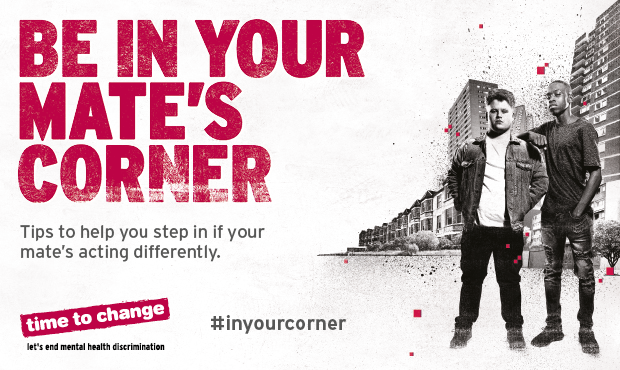 BE IN YOUR
MATE'S
CORNER
Tips to help you step in if your
mate's acting differently.
time to change
let's end mental health discrimination
#inyourcorner